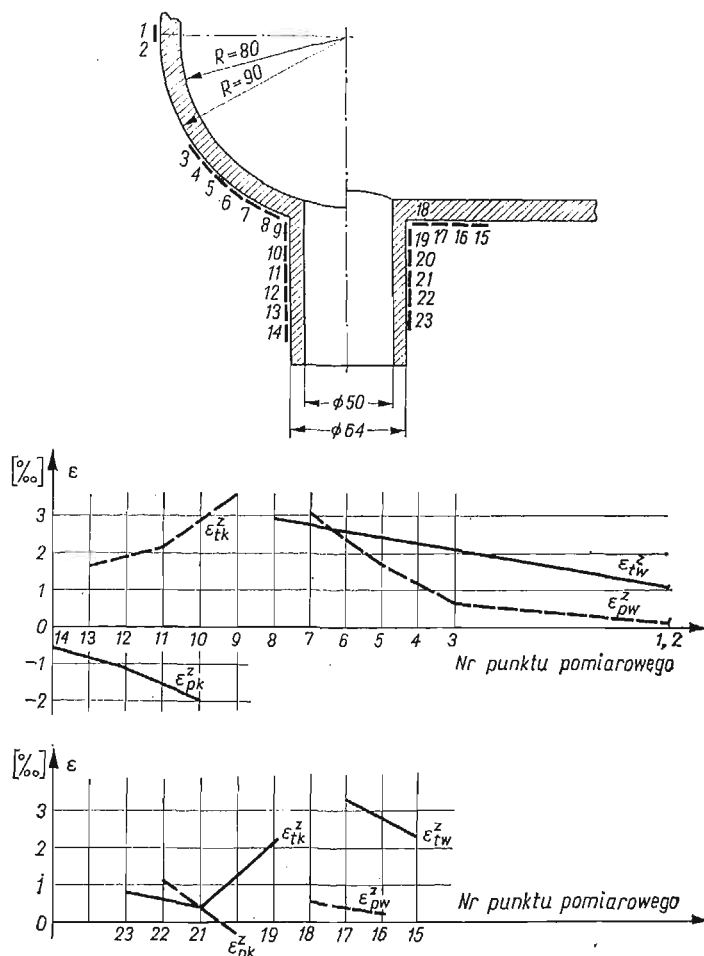 1
2
R=80
R=90
3
4
5
6
7
8
9
10
11
12
13
14
18
19 17 16 15
20
21
22
23
ϕ50
ϕ64
[‰]
ε
3
2
1
0
-1
-2
ε^z_tk
ε^z_tw
ε^z_pw
14 13 12 11 10 9 8 7 6 5 4 3 1,2
Nr punktu pomiarowego
ε^z_pk
[‰]
ε
3
2
1
0
ε^z_tk
ε^z_tw
ε^z_pw
Nr punktu pomiarowego
23 22 21 19 18 17 16 15
ε^z_pk